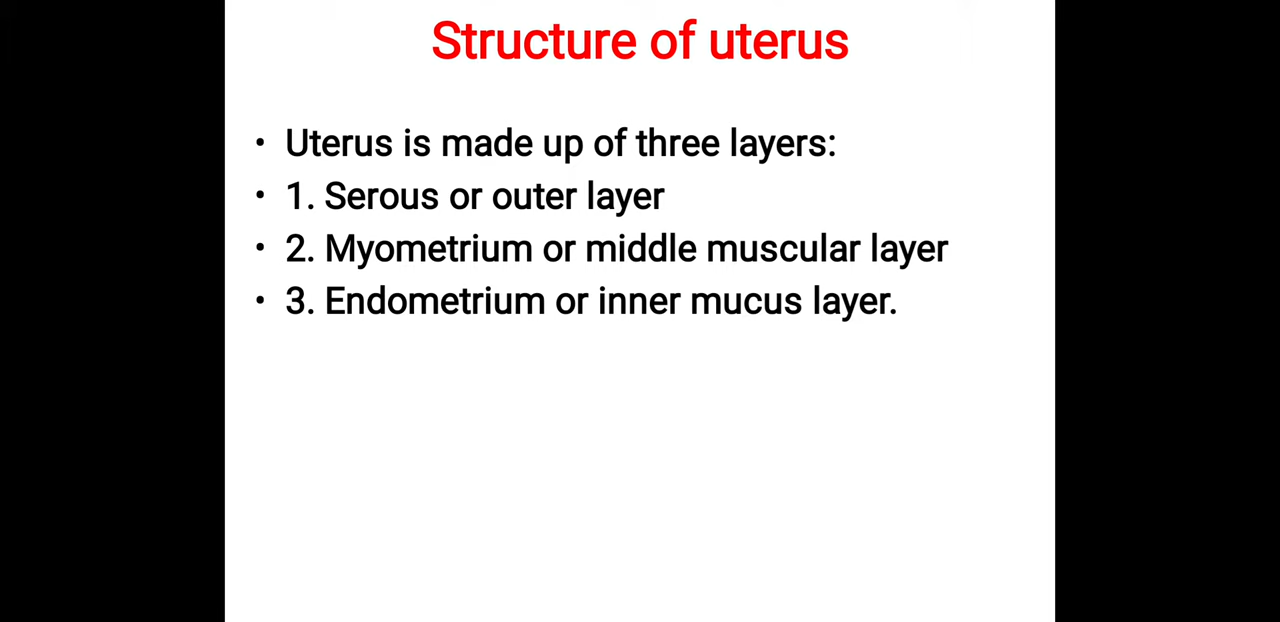 Structure of uterus
• Uterus is made up of three layers:
• 1. Serous or outer layer
• 2. Myometrium or middle muscular layer
• 3. Endometrium or inner mucus layer.